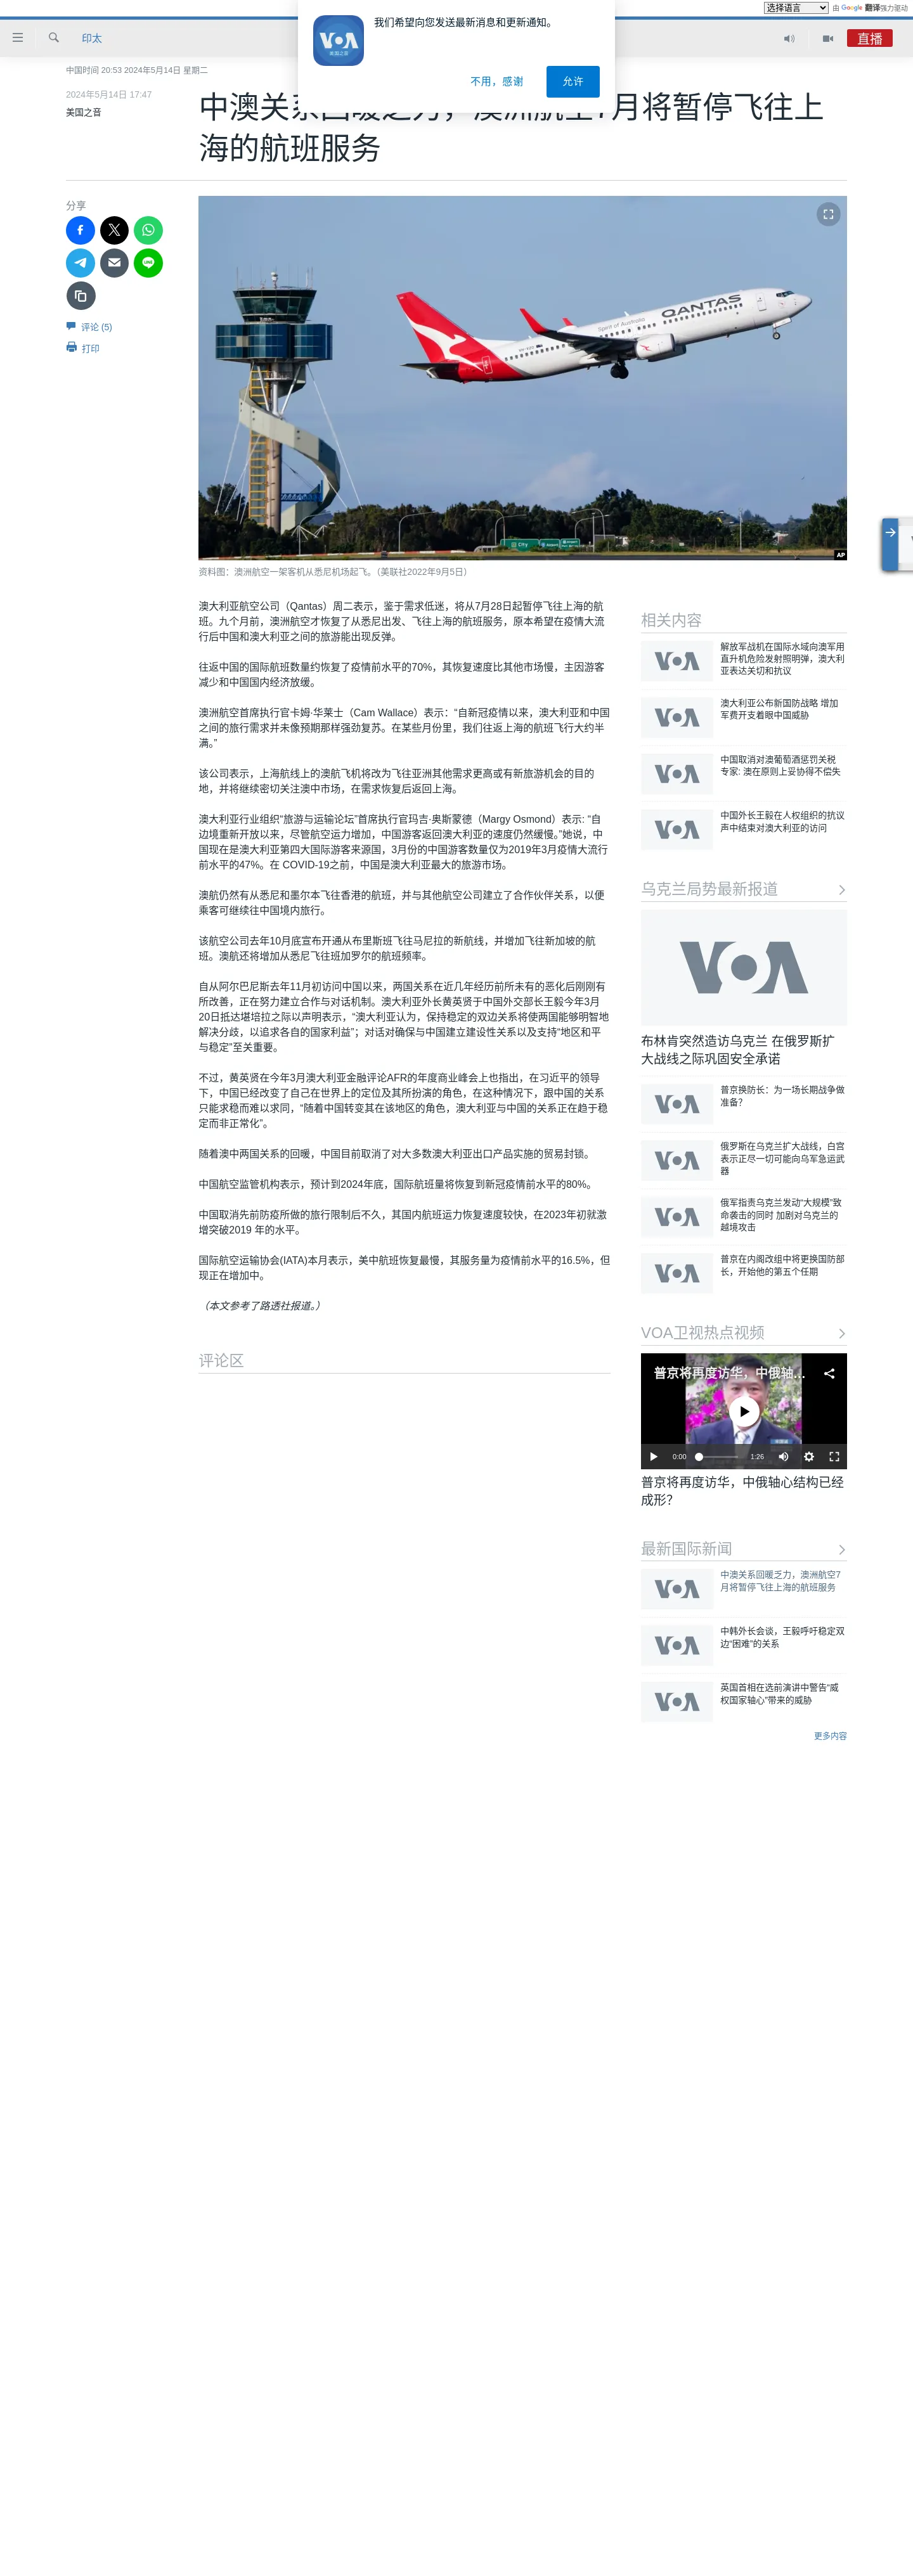 选择语言
由 Google 翻译强力驱动
我们希望向您发送最新消息和更新通知。
VOA
美国之音
不用，感谢
允许
印太
直播
中国时间 20:53 2024年5月14日 星期二
2024年5月14日 17:47
美国之音
中澳关系回暖乏力，澳洲航空7月将暂停飞往上
海的航班服务
分享
评论 (5)
打印
QANTAS
Spirit of Australia
City
AP
资料图：澳洲航空一架客机从悉尼机场起飞。（美联社2022年9月5日）
澳大利亚航空公司（Qantas）周二表示，鉴于需求低迷，将从7月28日起暂停飞往上海的航
班。九个月前，澳洲航空才恢复了从悉尼出发、飞往上海的航班服务，原本希望在疫情大流
行后中国和澳大利亚之间的旅游能出现反弹。
往返中国的国际航班数量约恢复了疫情前水平的70%，其恢复速度比其他市场慢，主因游客
减少和中国国内经济放缓。
澳洲航空首席执行官卡姆·华莱士（Cam Wallace）表示：“自新冠疫情以来，澳大利亚和中国
之间的旅行需求并未像预期那样强劲复苏。在某些月份里，我们往返上海的航班飞行大约半
满。”
该公司表示，上海航线上的澳航飞机将改为飞往亚洲其他需求更高或有新旅游机会的目的
地，并将继续密切关注澳中市场，在需求恢复后返回上海。
澳大利亚行业组织“旅游与运输论坛”首席执行官玛吉·奥斯蒙德（Margy Osmond）表示: “自
边境重新开放以来，尽管航空运力增加，中国游客返回澳大利亚的速度仍然缓慢。”她说，中
国现在是澳大利亚第四大国际游客来源国，3月份的中国游客数量仅为2019年3月疫情大流行
前水平的47%。在 COVID-19之前，中国是澳大利亚最大的旅游市场。
澳航仍然有从悉尼和墨尔本飞往香港的航班，并与其他航空公司建立了合作伙伴关系，以便
乘客可继续往中国境内旅行。
该航空公司去年10月底宣布开通从布里斯班飞往马尼拉的新航线，并增加飞往新加坡的航
班。澳航还将增加从悉尼飞往班加罗尔的航班频率。
自从阿尔巴尼斯去年11月初访问中国以来，两国关系在近几年经历前所未有的恶化后刚刚有
所改善，正在努力建立合作与对话机制。澳大利亚外长黄英贤于中国外交部长王毅今年3月
20日抵达堪培拉之际以声明表示，“澳大利亚认为，保持稳定的双边关系将使两国能够明智地
解决分歧，以追求各自的国家利益”；对话对确保与中国建立建设性关系以及支持“地区和平
与稳定”至关重要。
不过，黄英贤在今年3月澳大利亚金融评论AFR的年度商业峰会上也指出，在习近平的领导
下，中国已经改变了自己在世界上的定位及其所扮演的角色，在这种情况下，跟中国的关系
只能求稳而难以求同，“随着中国转变其在该地区的角色，澳大利亚与中国的关系正在趋于稳
定而非正常化”。
随着澳中两国关系的回暖，中国目前取消了对大多数澳大利亚出口产品实施的贸易封锁。
中国航空监管机构表示，预计到2024年底，国际航班量将恢复到新冠疫情前水平的80%。
中国取消先前防疫所做的旅行限制后不久，其国内航班运力恢复速度较快，在2023年初就激
增突破2019 年的水平。
国际航空运输协会(IATA)本月表示，美中航班恢复最慢，其服务量为疫情前水平的16.5%，但
现正在增加中。
（本文参考了路透社报道。）
评论区
相关内容
VOA
解放军战机在国际水域向澳军用
直升机危险发射照明弹，澳大利
亚表达关切和抗议
VOA
澳大利亚公布新国防战略 增加
军费开支着眼中国威胁
VOA
中国取消对澳葡萄酒惩罚关税
专家: 澳在原则上妥协得不偿失
VOA
中国外长王毅在人权组织的抗议
声中结束对澳大利亚的访问
乌克兰局势最新报道
VOA
布林肯突然造访乌克兰 在俄罗斯扩
大战线之际巩固安全承诺
VOA
普京换防长：为一场长期战争做
准备？
VOA
俄罗斯在乌克兰扩大战线，白宫
表示正尽一切可能向乌军急运武
器
VOA
俄军指责乌克兰发动“大规模”致
命袭击的同时 加剧对乌克兰的
越境攻击
VOA
普京在内阁改组中将更换国防部
长，开始他的第五个任期
VOA卫视热点视频
普京将再度访华，中俄轴...
0:00
1:26
普京将再度访华，中俄轴心结构已经
成形？
最新国际新闻
VOA
中澳关系回暖乏力，澳洲航空7
月将暂停飞往上海的航班服务
VOA
中韩外长会谈，王毅呼吁稳定双
边“困难”的关系
VOA
英国首相在选前演讲中警告“威
权国家轴心”带来的威胁
更多内容